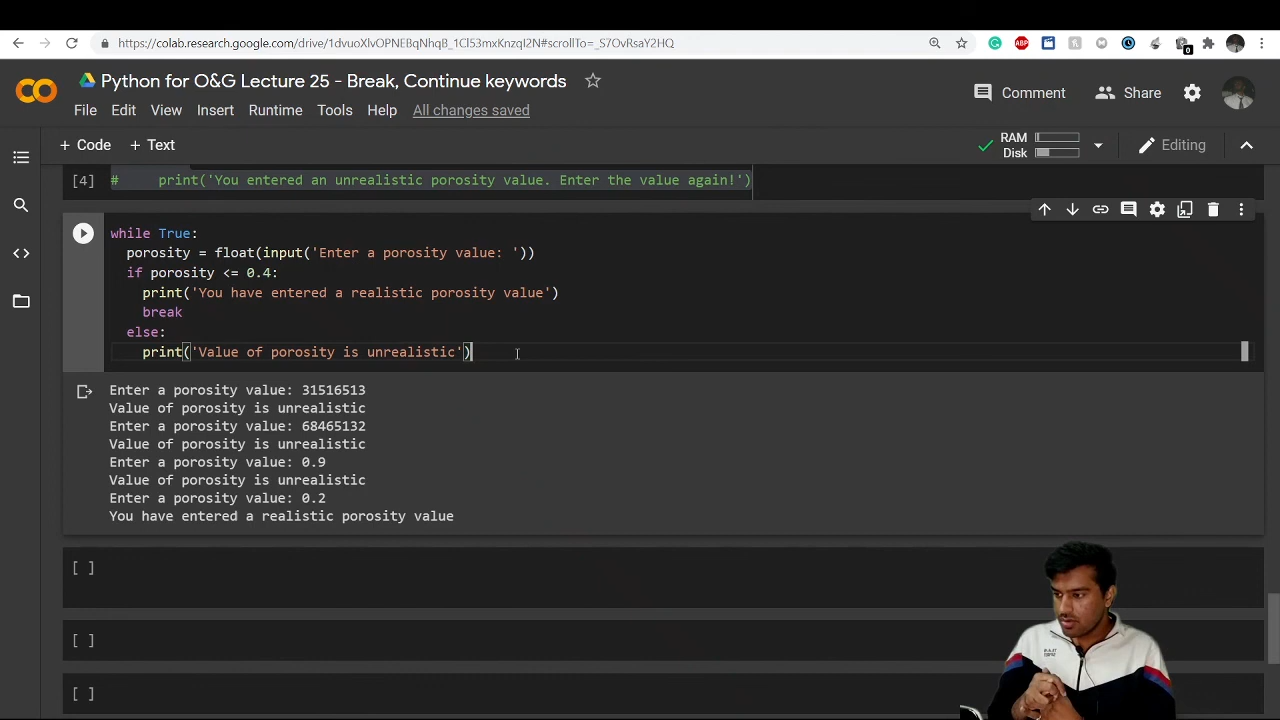 https://colab.research.google.com/drive/1dvuoXlvOPNEBqNhqB_1Cl53mxKnzqI2N#scrollTo=_S7OvRsaY2HQ
Python for O&G Lecture 25 - Break, Continue keywords
File Edit View Insert Runtime Tools Help All changes saved
Comment Share
+ Code + Text
RAM
Disk
Editing
[4] # print('You entered an unrealistic porosity value. Enter the value again!')
while True:
porosity = float(input('Enter a porosity value: '))
if porosity <= 0.4:
print('You have entered a realistic porosity value')
break
else:
print('Value of porosity is unrealistic')
Enter a porosity value: 31516513
Value of porosity is unrealistic
Enter a porosity value: 68465132
Value of porosity is unrealistic
Enter a porosity value: 0.9
Value of porosity is unrealistic
Enter a porosity value: 0.2
You have entered a realistic porosity value
[ ]
[ ]
[ ]